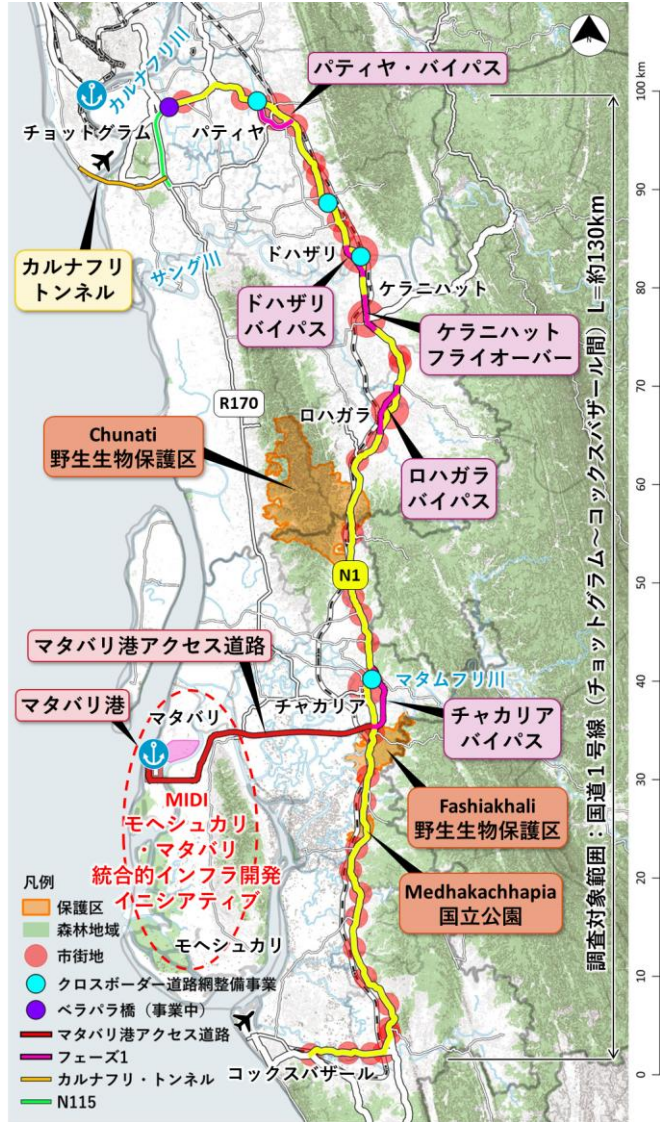 100 km
カルナフリ川
パティヤ・バイパス
チョットグラム
パティヤ
90
カルナフリ
トンネル
サング川
ドハザリ
ドハザリ
バイパス
ケラニハット
80
ケラニハット
フライオーバー
R170
70
ロハガラ
Chunati
野生生物保護区
ロハガラ
バイパス
60
N1
50
マタバリ港アクセス道路
マタムフリ川
40
マタバリ港
マタバリ
チャカリア
チャカリア
バイパス
30
MIDI
モヘシュカリ
・マタバリ
統合的インフラ開発
イニシアティブ
Fashiakhali
野生生物保護区
Medhakachhapia
国立公園
20
モヘシュカリ
10
コックスバザール
0
調査対象範囲：国道1号線（チョットグラム～コックスバザール間）L=約130km
凡例
保護区
森林地域
市街地
クロスボーダー道路網整備事業
ベラパラ橋（事業中）
マタバリ港アクセス道路
フェーズ1
カルナフリ・トンネル
N115